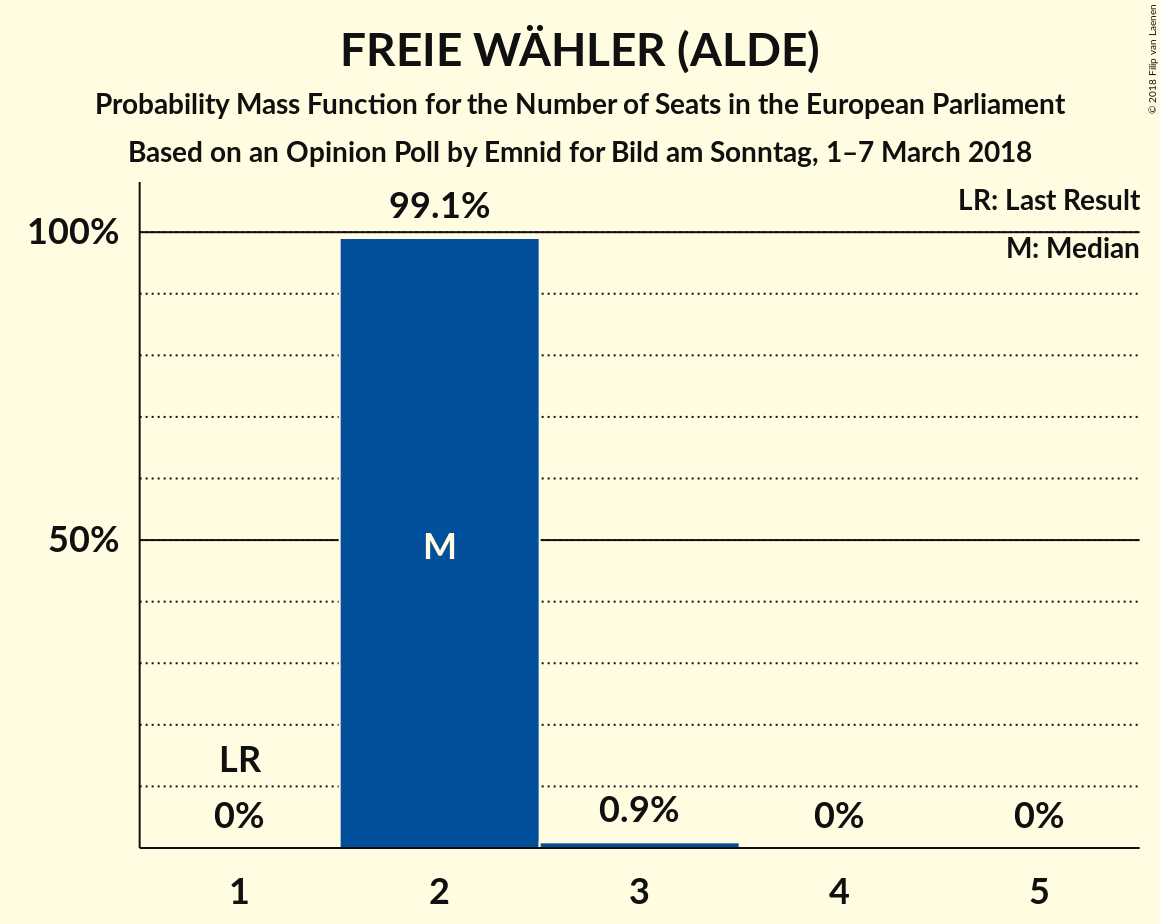 FREIE WÄHLER (ALDE)
Probability Mass Function for the Number of Seats in the European Parliament
Based on an Opinion Poll by Emnid for Bild am Sonntag, 1–7 March 2018
© 2018 Filip van Laenen
LR: Last Result
M: Median
99.1%
100%
50%
M
LR
0%
0.9%
0%
0%
1 2 3 4 5